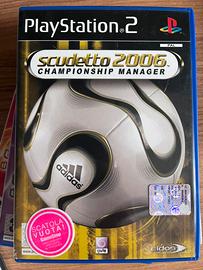 PlayStation 2
PAL
scudetto 2006
CHAMPIONSHIP MANAGER
adidas
SCATOLA
VUOTA!
eidos